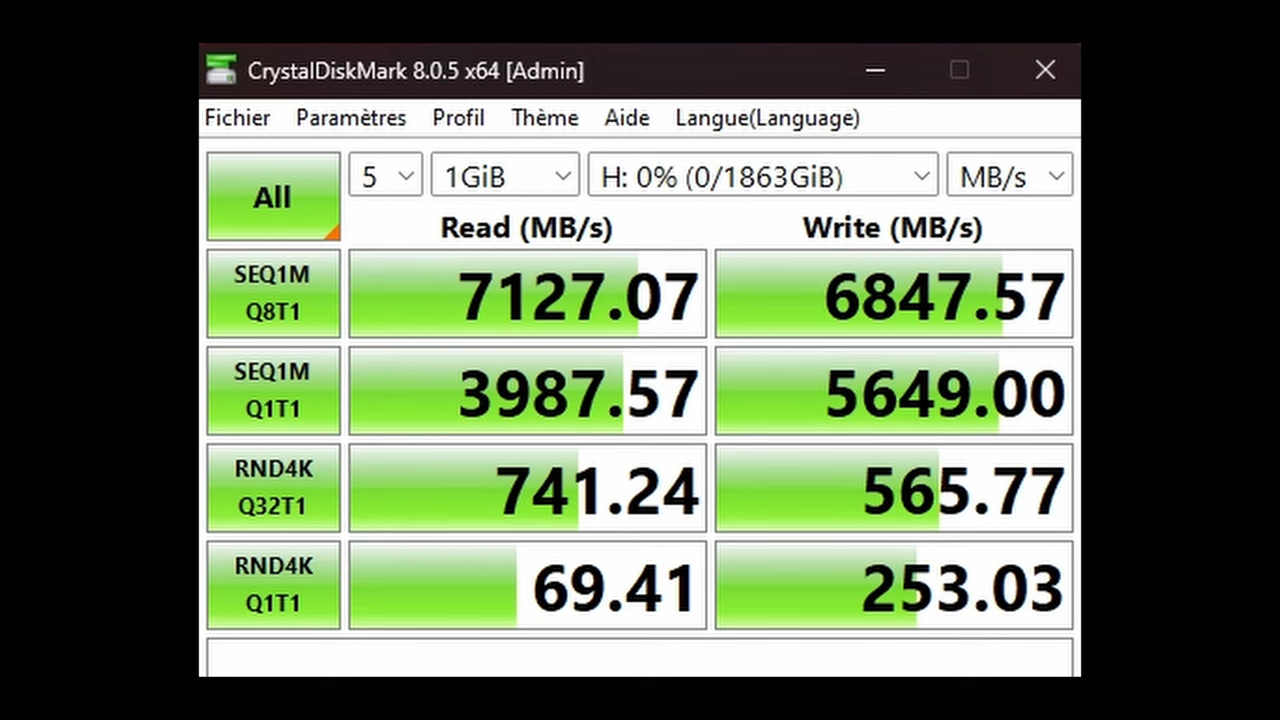 CrystalDiskMark 8.0.5 x64 [Admin]
Fichier Paramètres Profil Thème Aide Langue(Language)
All 5 1GiB H: 0% (0/1863GiB) MB/s
Read (MB/s) Write (MB/s)
SEQ1M
Q8T1 7127.07 6847.57
SEQ1M
Q1T1 3987.57 5649.00
RND4K
Q32T1 741.24 565.77
RND4K
Q1T1 69.41 253.03